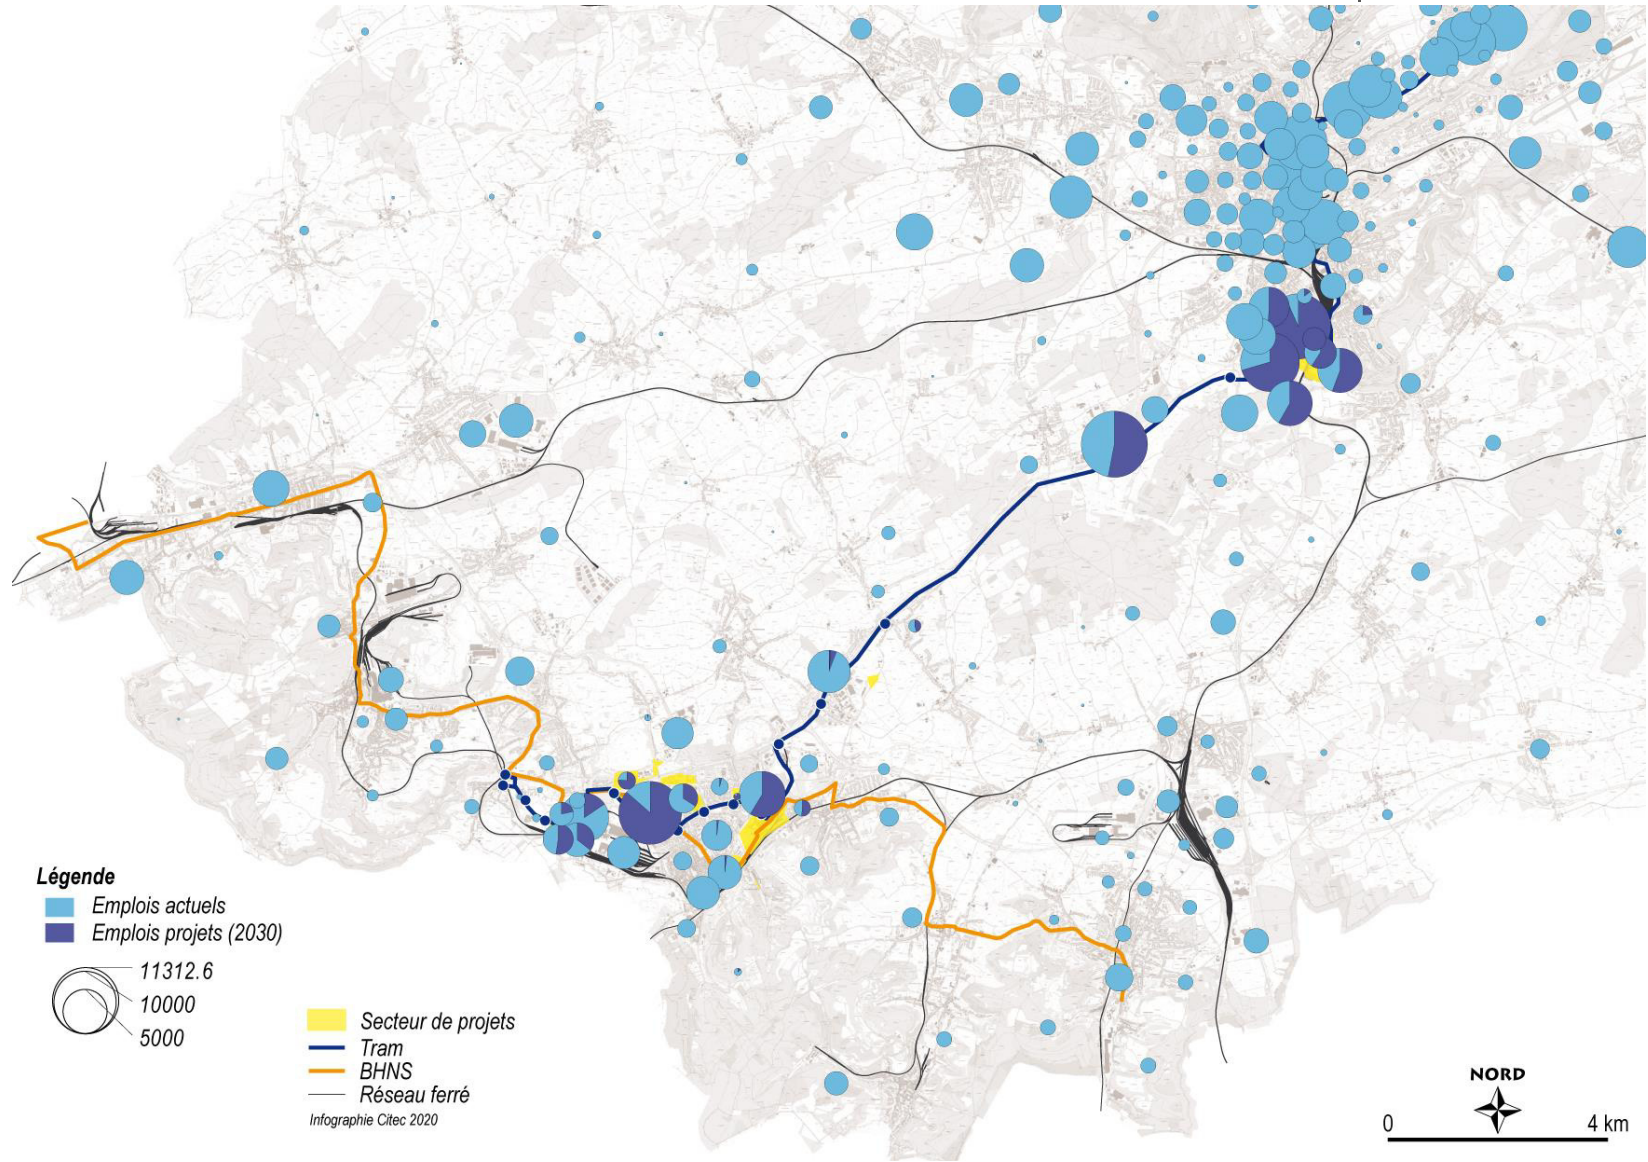 Légende
Emplois actuels
Emplois projets (2030)
11312.6
10000
5000
Secteur de projets
Tram
BHNS
Réseau ferré
Infographie Citec 2020
NORD
0 4 km